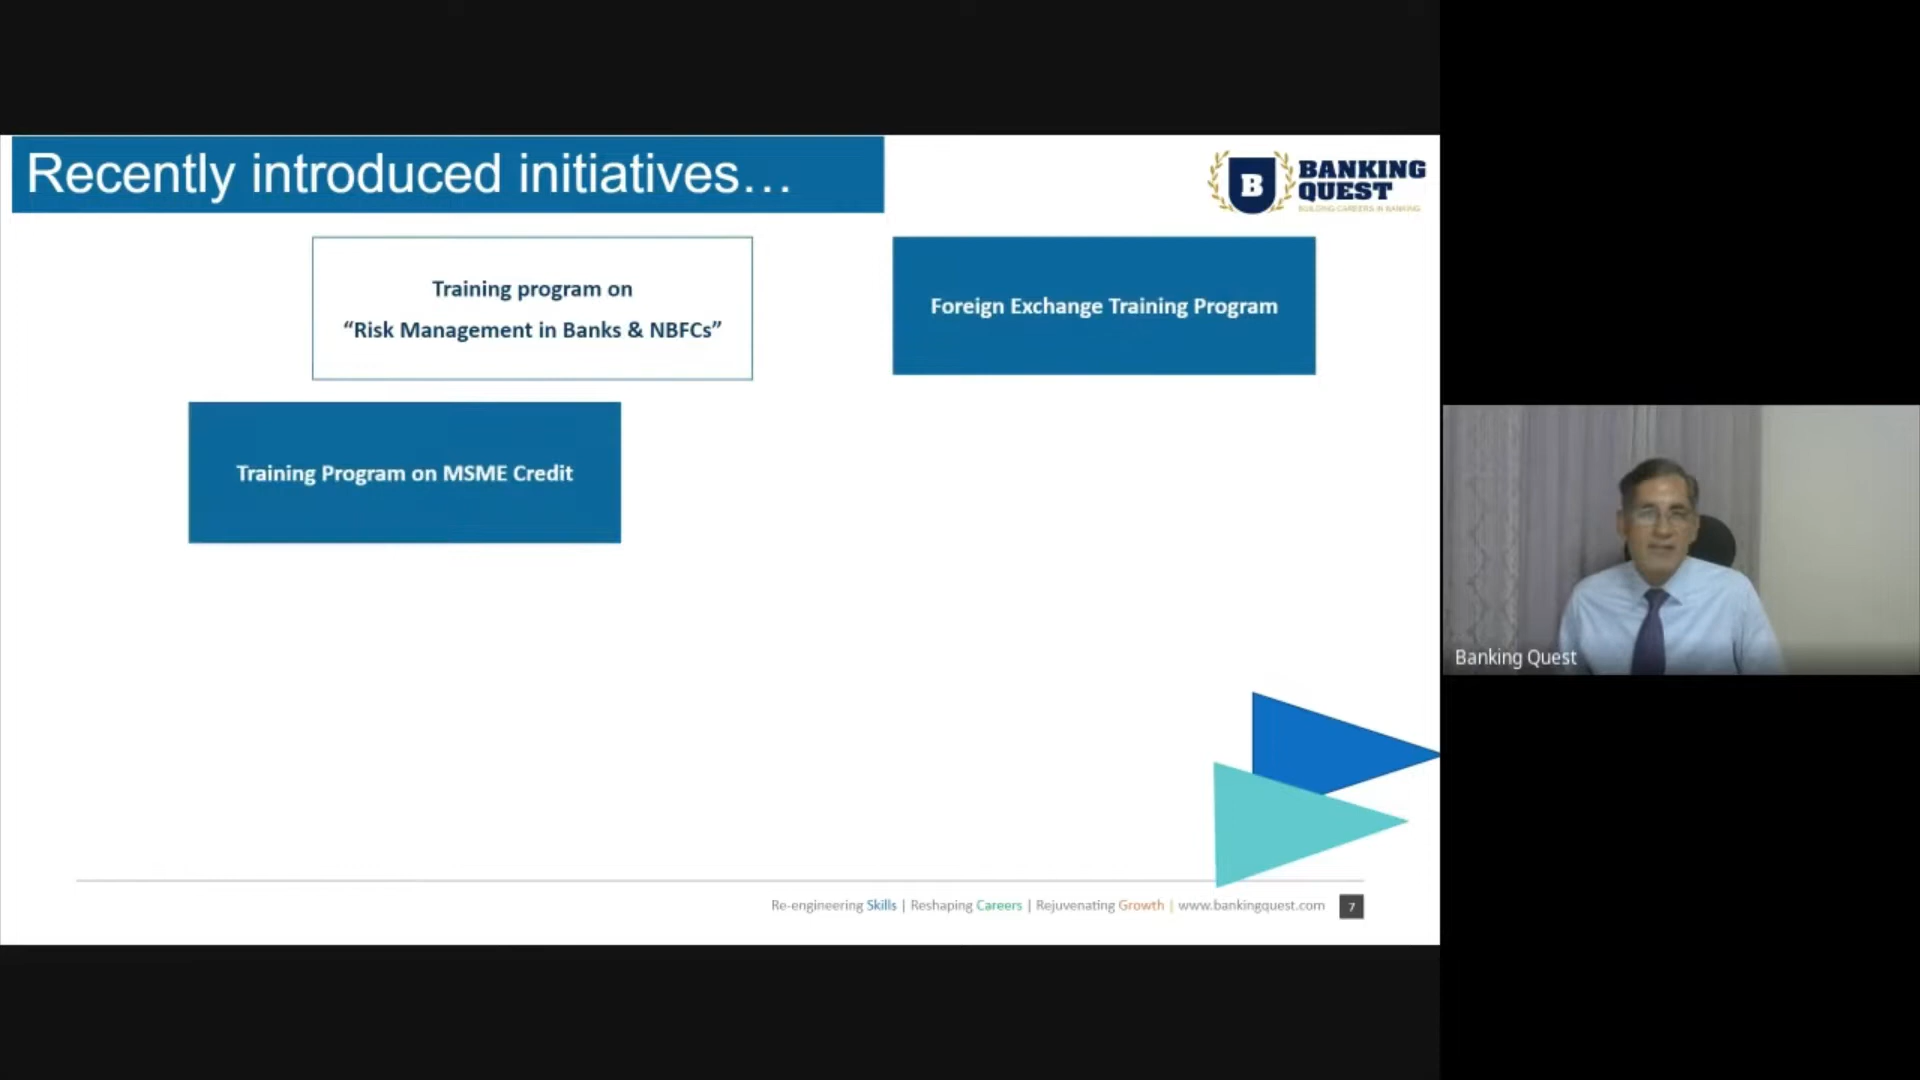 Recently introduced initiatives…
B
BANKING
QUEST
BUILDING CAREERS IN BANKING
Training program on
“Risk Management in Banks & NBFCs”
Foreign Exchange Training Program
Training Program on MSME Credit
Banking Quest
Re-engineering Skills | Reshaping Careers | Rejuvenating Growth | www.bankingquest.com
7